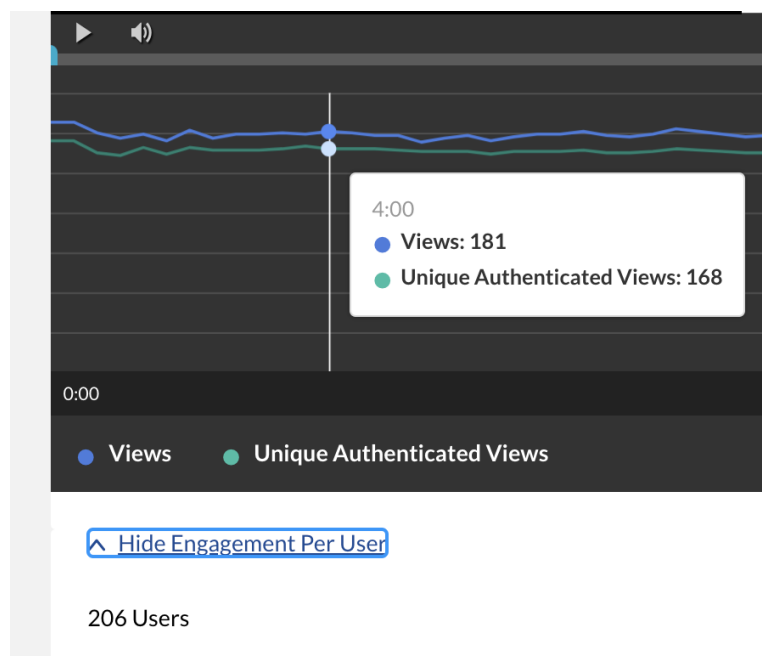 4:00
Views: 181
Unique Authenticated Views: 168
0:00
Views Unique Authenticated Views
Hide Engagement Per User
206 Users